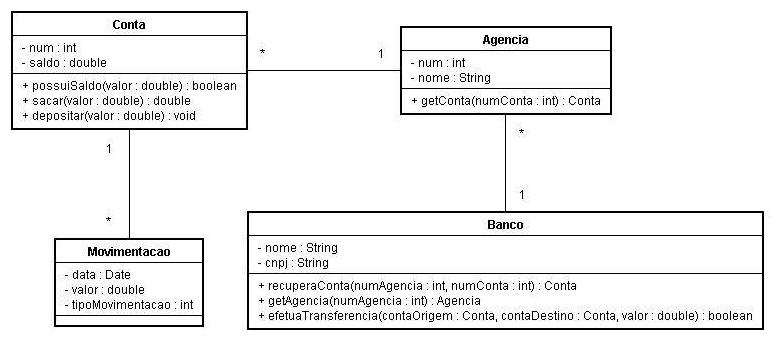 Conta
- num : int
- saldo : double
+ possuiSaldo(valor : double) : boolean
+ sacar(valor : double) : double
+ depositar(valor : double) : void
*
1
Agencia
- num : int
- nome : String
+ getConta(numConta : int) : Conta
1
*
*
1
Movimentacao
- data : Date
- valor : double
- tipoMovimentacao : int
Banco
- nome : String
- cnpj : String
+ recuperaConta(numAgencia : int, numConta : int) : Conta
+ getAgencia(numAgencia : int) : Agencia
+ efetuaTransferencia(contaOrigem : Conta, contaDestino : Conta, valor : double) : boolean